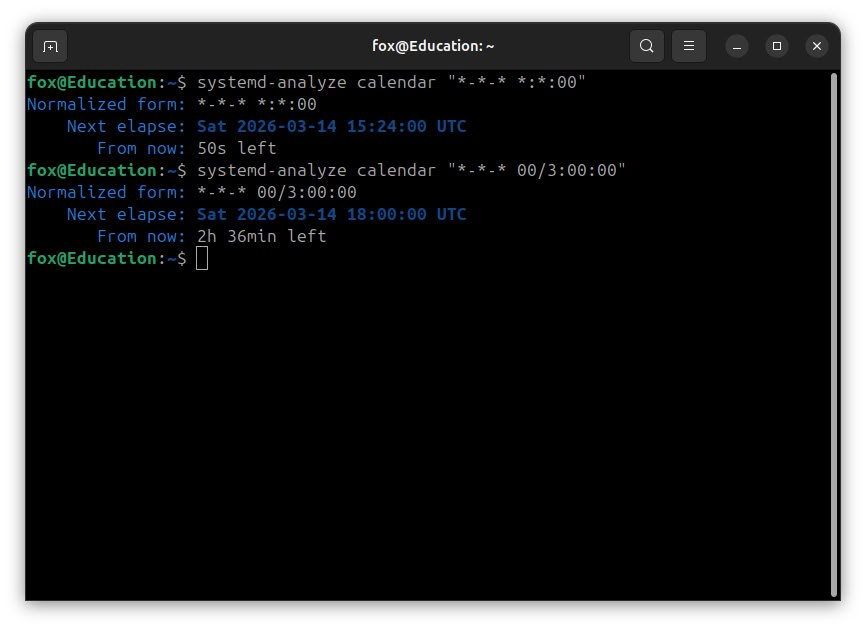 fox@Education: ~
fox@Education:~$ systemd-analyze calendar "*-*-* *:*:00"
Normalized form: *-*-* *:*:00
    Next elapse: Sat 2026-03-14 15:24:00 UTC
       From now: 50s left
fox@Education:~$ systemd-analyze calendar "*-*-* 00/3:00:00"
Normalized form: *-*-* 00/3:00:00
    Next elapse: Sat 2026-03-14 18:00:00 UTC
       From now: 2h 36min left
fox@Education:~$